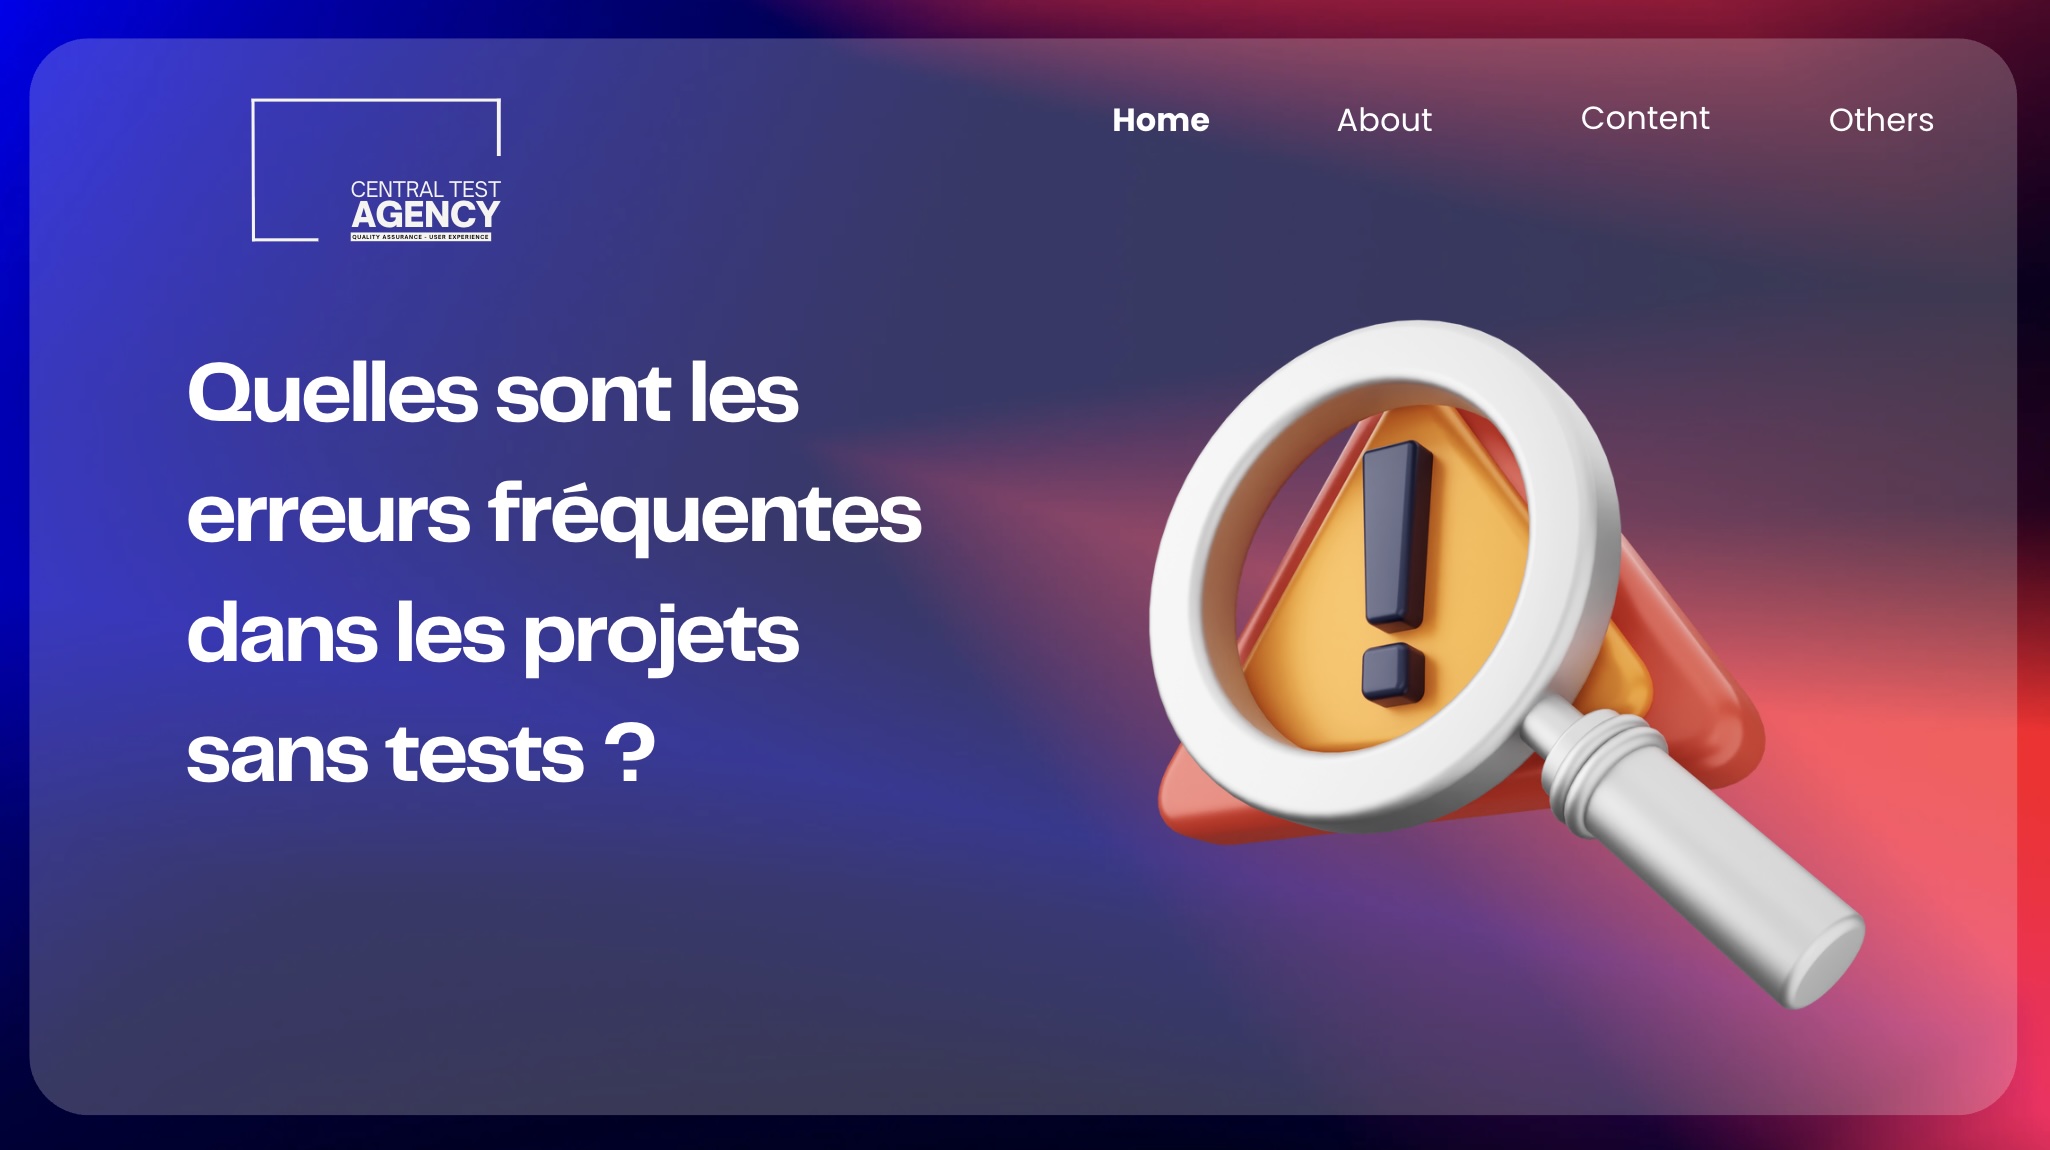 Home About Content Others
CENTRAL TEST
AGENCY
QUALITY ASSURANCE - USER EXPERIENCE
Quelles sont les
erreurs fréquentes
dans les projets
sans tests ?
!